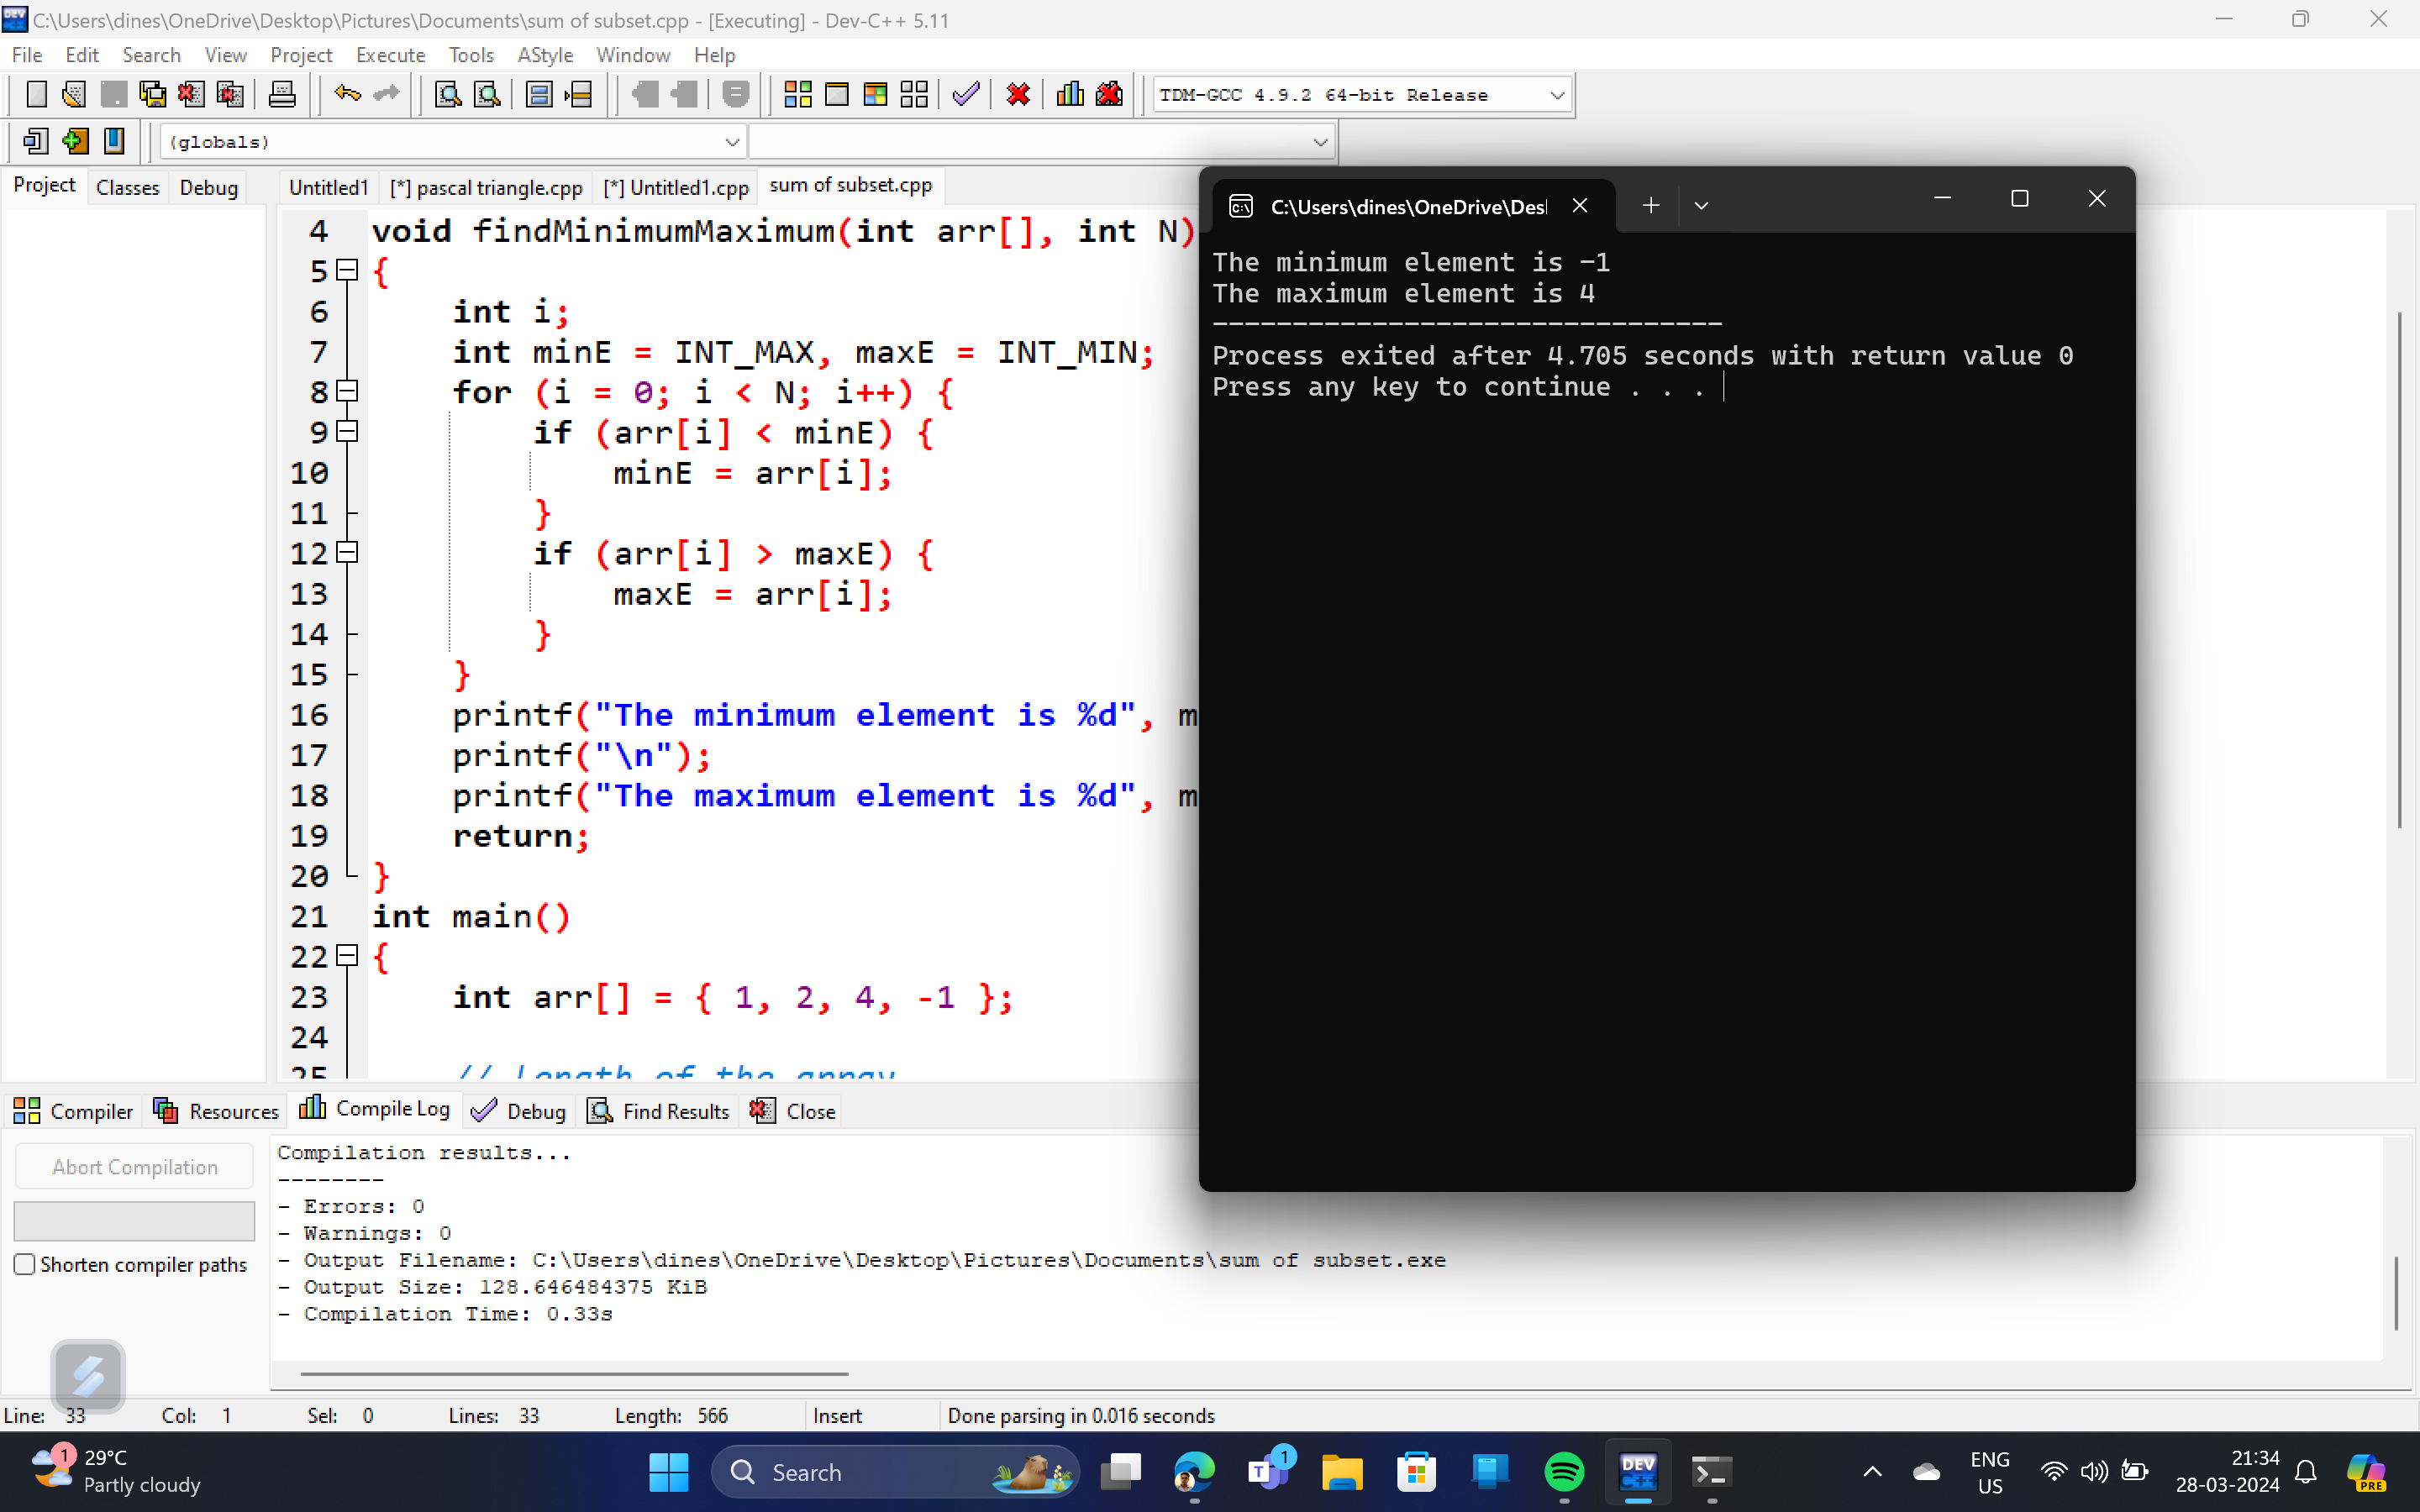 C:\Users\dines\OneDrive\Desktop\Pictures\Documents\sum of subset.cpp - [Executing] - Dev-C++ 5.11
File Edit Search View Project Execute Tools AStyle Window Help
TDM-GCC 4.9.2 64-bit Release
(globals)
Project Classes Debug
Untitled1 [*] pascal triangle.cpp [*] Untitled1.cpp sum of subset.cpp
4 void findMinimumMaximum(int arr[], int N)
5 {
6 int i;
7 int minE = INT_MAX, maxE = INT_MIN;
8 for (i = 0; i < N; i++) {
9 if (arr[i] < minE) {
10 minE = arr[i];
11 }
12 if (arr[i] > maxE) {
13 maxE = arr[i];
14 }
15 }
16 printf("The minimum element is %d", m
17 printf("\n");
18 printf("The maximum element is %d", m
19 return;
20 }
21 int main()
22 {
23 int arr[] = { 1, 2, 4, -1 };
24
25 // Length of the array
C:\Users\dines\OneDrive\Des
The minimum element is -1
The maximum element is 4
--------------------------------
Process exited after 4.705 seconds with return value 0
Press any key to continue . . .
Compiler Resources Compile Log Debug Find Results Close
Abort Compilation
Shorten compiler paths
Compilation results...
--------
- Errors: 0
- Warnings: 0
- Output Filename: C:\Users\dines\OneDrive\Desktop\Pictures\Documents\sum of subset.exe
- Output Size: 128.646484375 KiB
- Compilation Time: 0.33s
Line: 33 Col: 1 Sel: 0 Lines: 33 Length: 566 Insert Done parsing in 0.016 seconds
1
29°C
Partly cloudy
Search
T
1
DEV
C++
ENG
US
21:34
28-03-2024
PRE